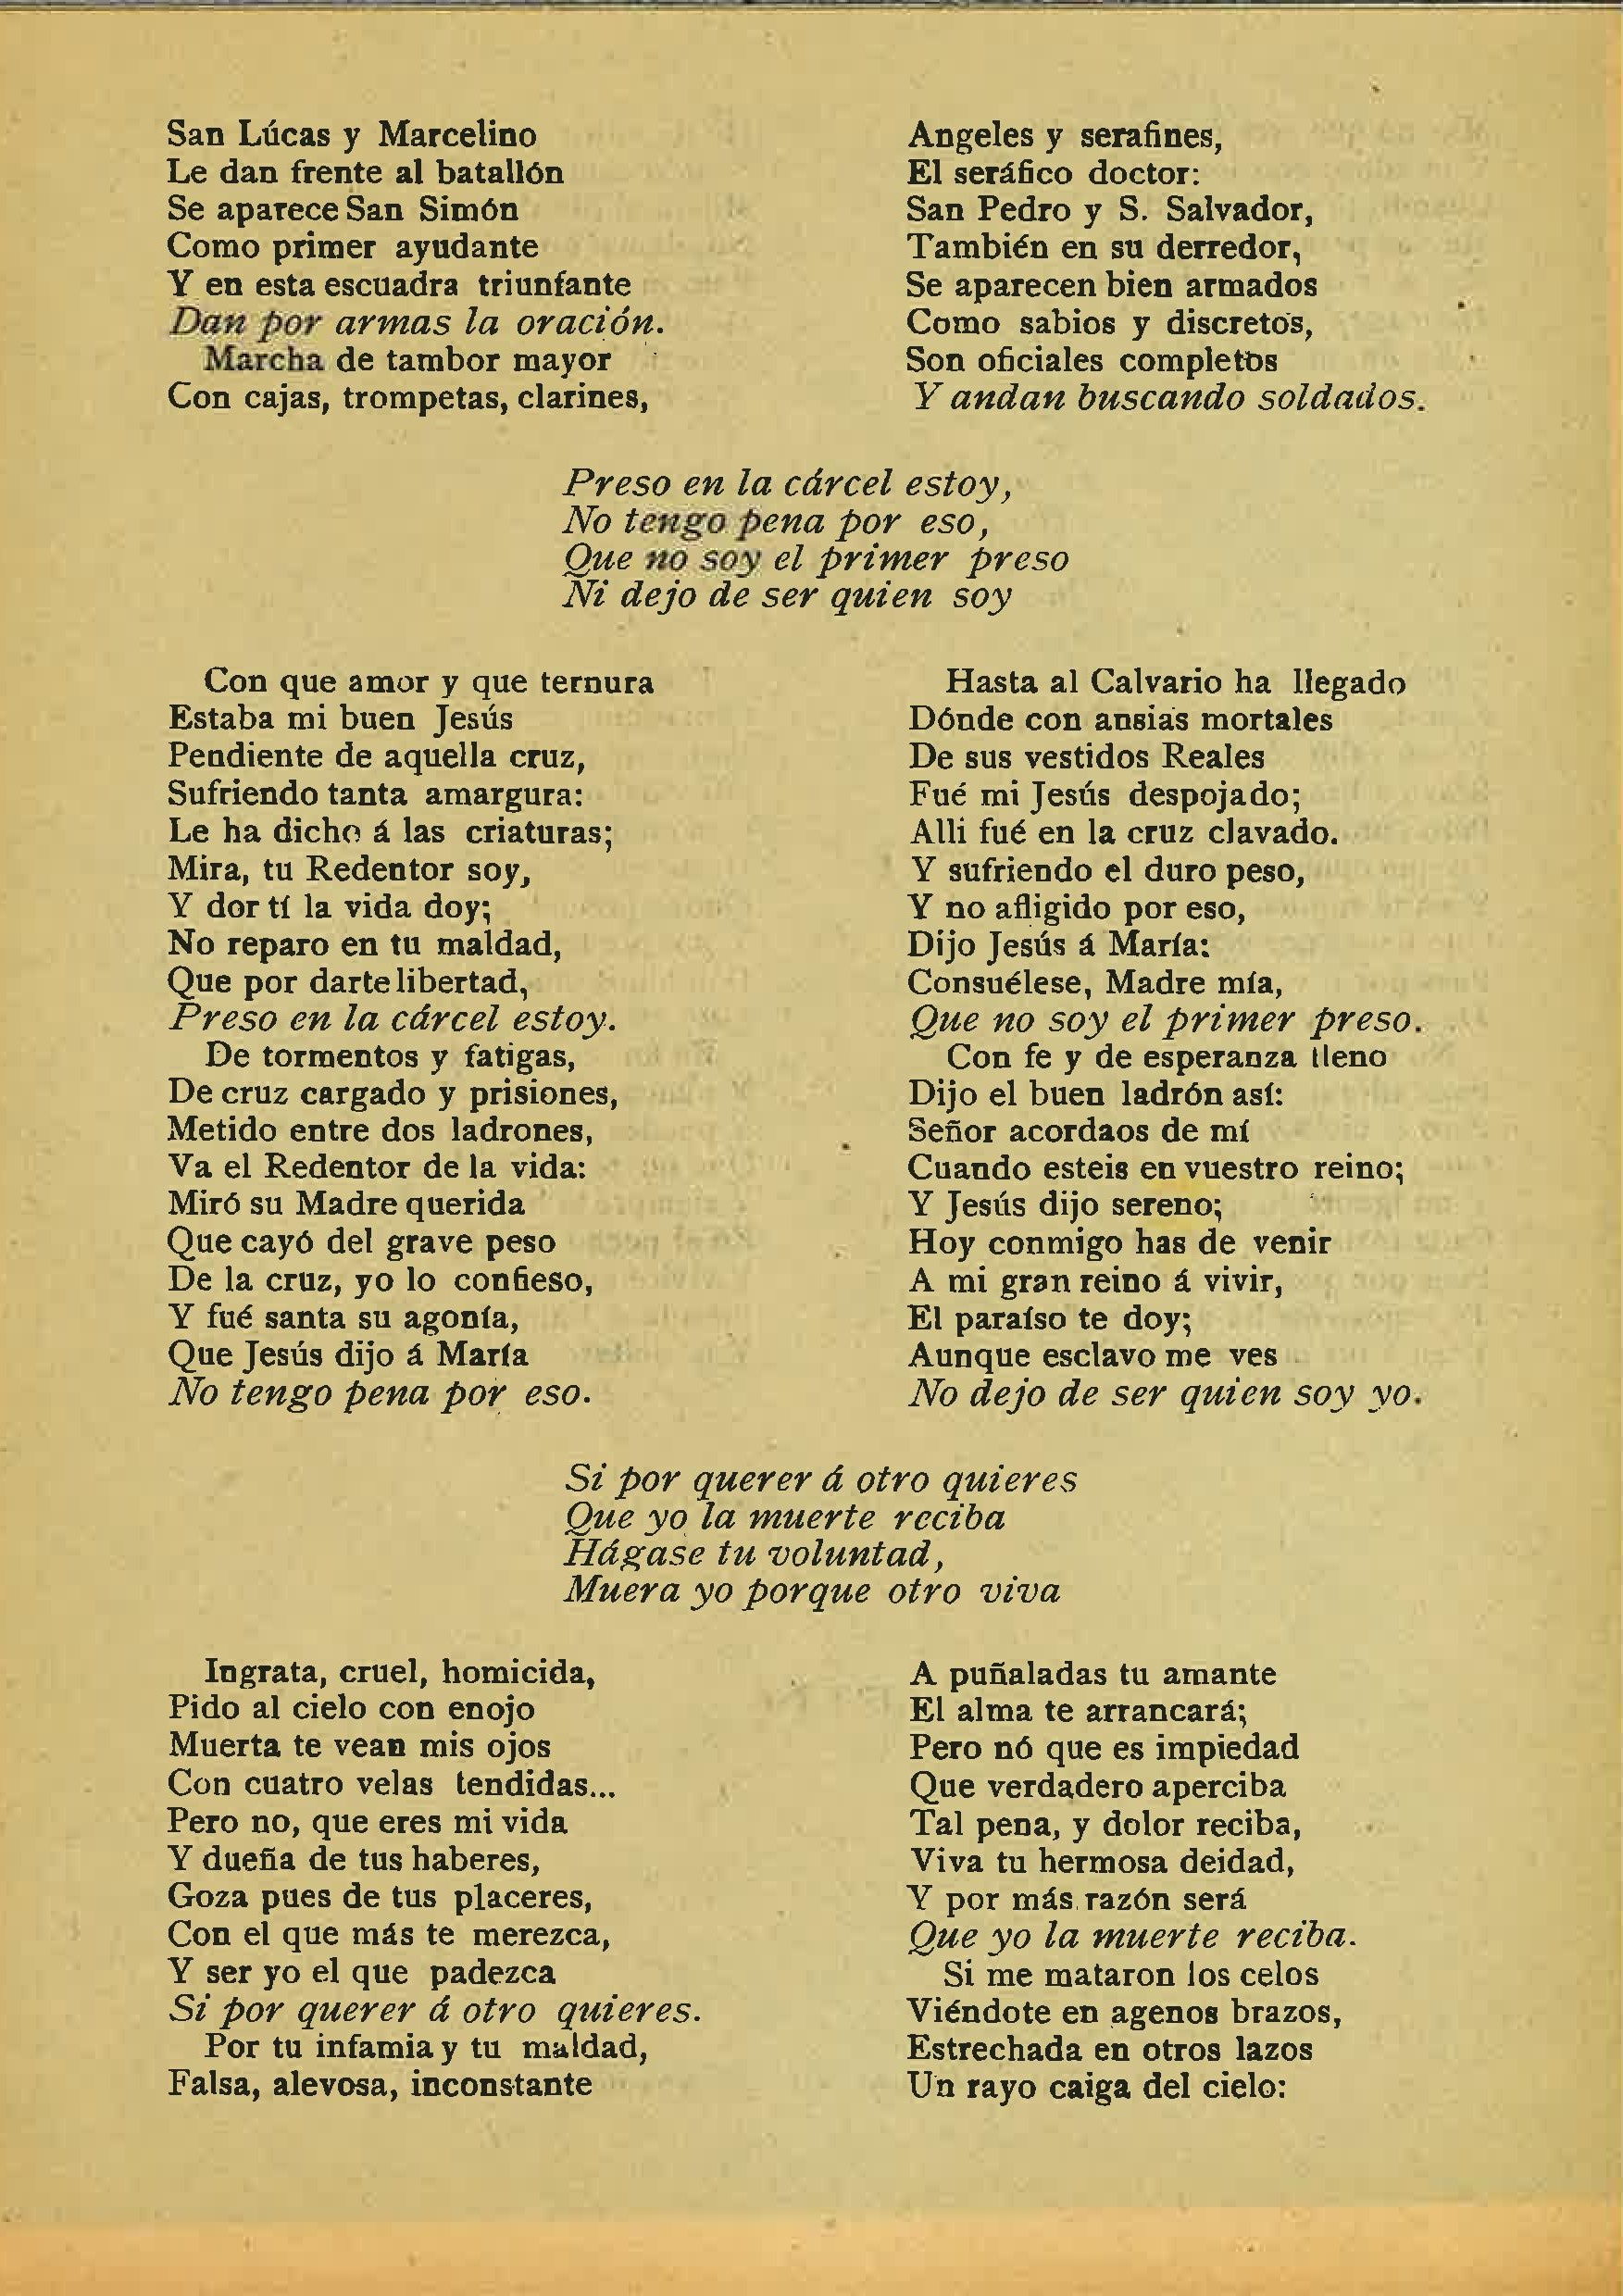 San Lúcas y Marcelino
Le dan frente al batallón
Se aparece San Simón
Como primer ayudante
Y en esta escuadra triunfante
Dan por armas la oración.
Marcha de tambor mayor
Con cajas, trompetas, clarines,
Angeles y serafines,
El seráfico doctor:
San Pedro y S. Salvador,
También en su derredor,
Se aparecen bien armados
Como sabios y discretos,
Son oficiales completos
Y andan buscando soldados.
Preso en la cárcel estoy,
No tengo pena por eso,
Que no soy el primer preso
Ni dejo de ser quien soy
Con que amor y que ternura
Estaba mi buen Jesús
Pendiente de aquella cruz,
Sufriendo tanta amargura:
Le ha dicho á las criaturas;
Mira, tu Redentor soy,
Y dor tí la vida doy;
No reparo en tu maldad,
Que por darte libertad,
Preso en la cárcel estoy.
De tormentos y fatigas,
De cruz cargado y prisiones,
Metido entre dos ladrones,
Va el Redentor de la vida:
Miró su Madre querida
Que cayó del grave peso
De la cruz, yo lo confieso,
Y fué santa su agonía,
Que Jesús dijo á María
No tengo pena por eso.
Hasta al Calvario ha llegado
Dónde con ansias mortales
De sus vestidos Reales
Fué mi Jesús despojado;
Alli fué en la cruz clavado.
Y sufriendo el duro peso,
Y no afligido por eso,
Dijo Jesús á María:
Consuélese, Madre mía,
Que no soy el primer preso.
Con fe y de esperanza lleno
Dijo el buen ladrón así:
Señor acordaos de mí
Cuando esteis en vuestro reino;
Y Jesús dijo sereno;
Hoy conmigo has de venir
A mi gran reino á vivir,
El paraíso te doy;
Aunque esclavo me ves
No dejo de ser quien soy yo.
Si por querer á otro quieres
Que yo la muerte reciba
Hágase tu voluntad,
Muera yo porque otro viva
Ingrata, cruel, homicida,
Pido al cielo con enojo
Muerta te vean mis ojos
Con cuatro velas tendidas...
Pero no, que eres mi vida
Y dueña de tus haberes,
Goza pues de tus placeres,
Con el que más te merezca,
Y ser yo el que padezca
Si por querer á otro quieres.
Por tu infamia y tu maldad,
Falsa, alevosa, inconstante
A puñaladas tu amante
El alma te arrancará;
Pero nó que es impiedad
Que verdadero aperciba
Tal pena, y dolor reciba,
Viva tu hermosa deidad,
Y por más razón será
Que yo la muerte reciba.
Si me mataron los celos
Viéndote en agenos brazos,
Estrechada en otros lazos
Un rayo caiga del cielo: